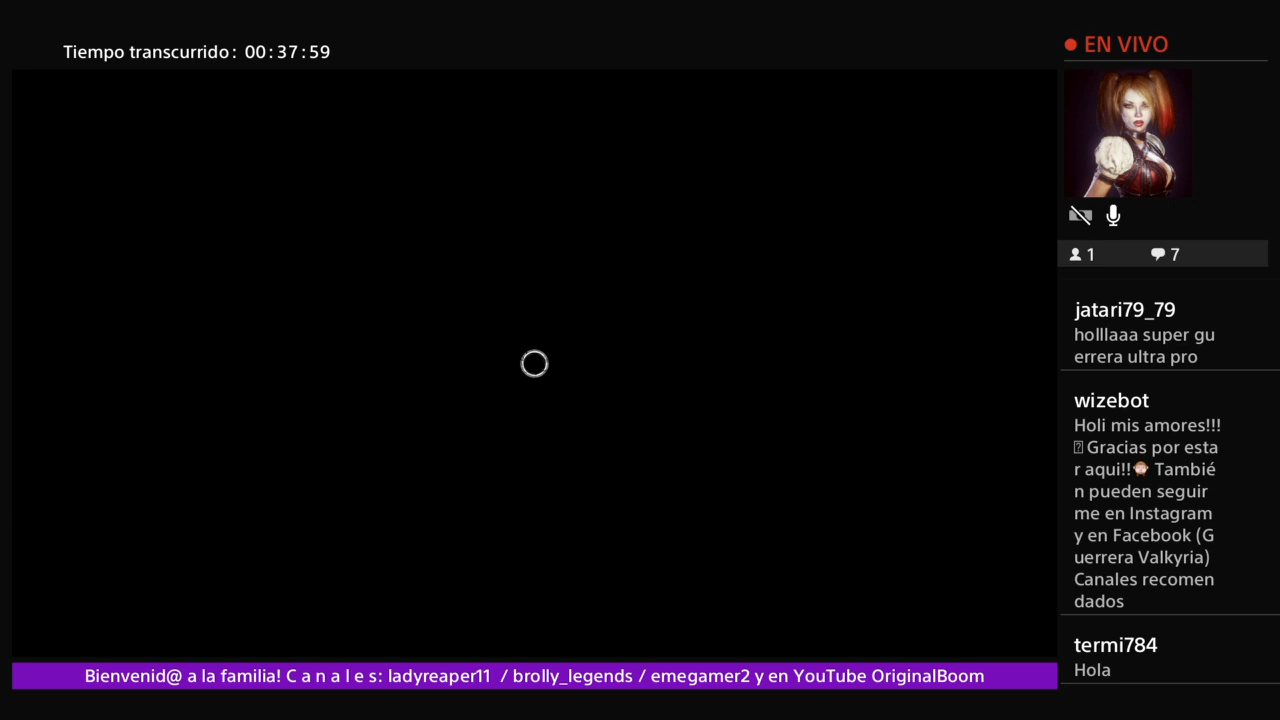 Tiempo transcurrido: 00:37:59
EN VIVO
1 7
jatari79_79
holllaaa super gu
errera ultra pro
wizebot
Holi mis amores!!!
Gracias por esta
r aqui!! Tambié
n pueden seguir
me en Instagram
y en Facebook (G
uerrera Valkyria)
Canales recomen
dados
termi784
Hola
Bienvenid@ a la familia! C a n a l e s: ladyreaper11 / brolly_legends / emegamer2 y en YouTube OriginalBoom